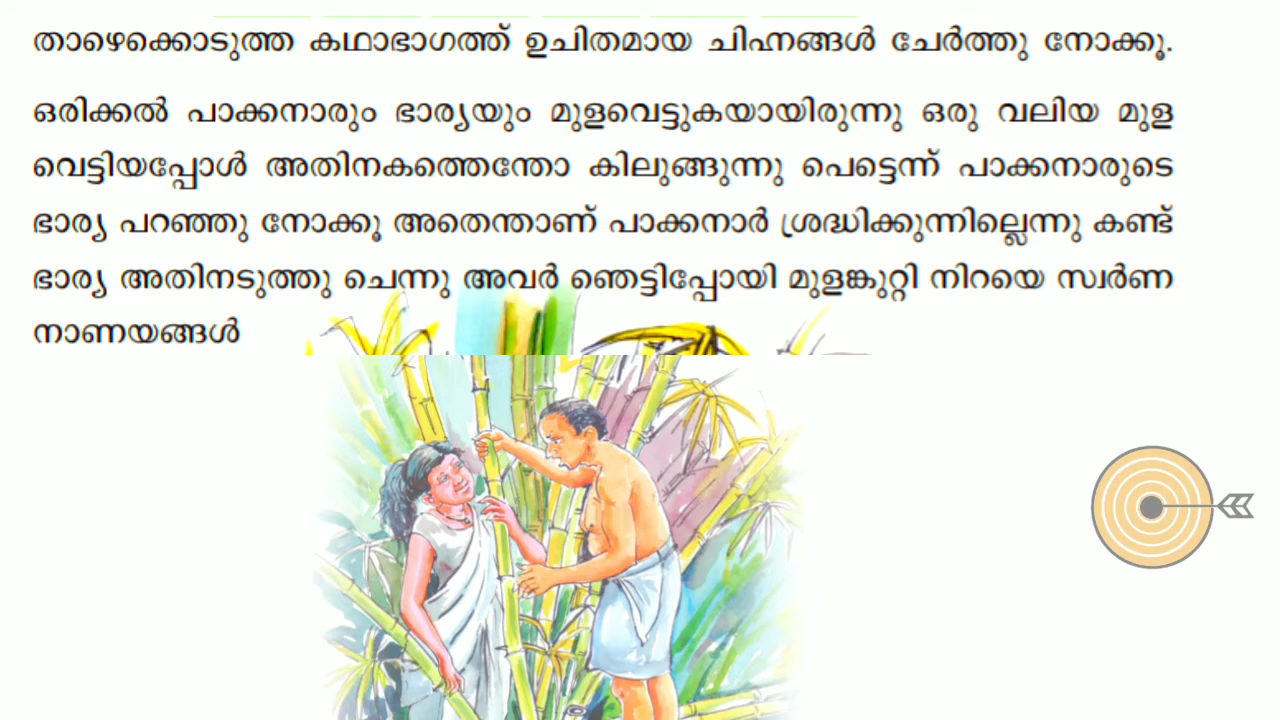 താഴെക്കൊടുത്ത കഥാഭാഗത്ത് ഉചിതമായ ചിഹ്നങ്ങൾ ചേർത്തു നോക്കൂ.
ഒരിക്കൽ പാക്കനാരും ഭാര്യയും മുളവെട്ടുകയായിരുന്നു ഒരു വലിയ മുള
വെട്ടിയപ്പോൾ അതിനകത്തെന്തോ കിലുങ്ങുന്നു പെട്ടെന്ന് പാക്കനാരുടെ
ഭാര്യ പറഞ്ഞു നോക്കൂ അതെന്താണ് പാക്കനാർ ശ്രദ്ധിക്കുന്നില്ലെന്നു കണ്ട്
ഭാര്യ അതിനടുത്തു ചെന്നു അവർ ഞെട്ടിപ്പോയി മുളങ്കുറ്റി നിറയെ സ്വർണ
നാണയങ്ങൾ